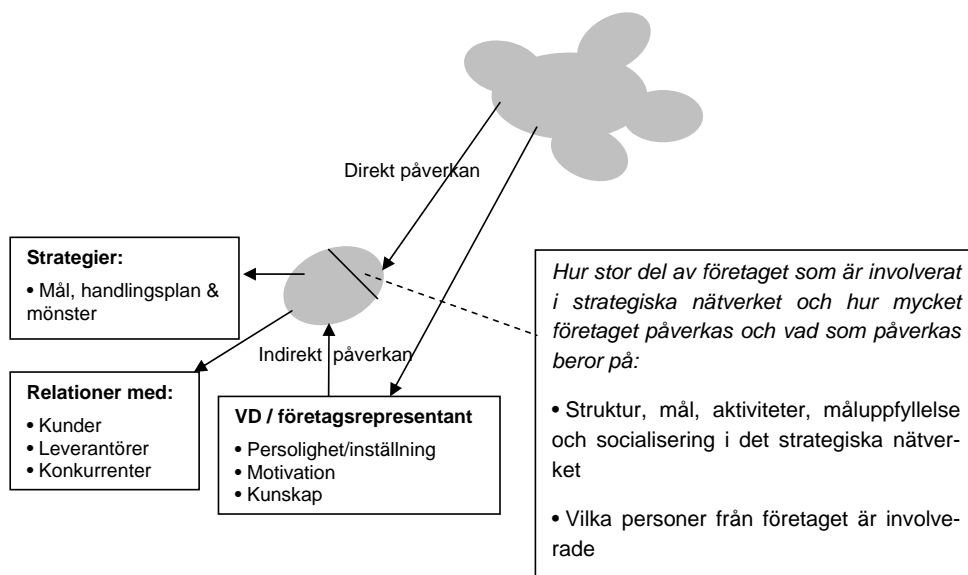 Direkt påverkan
Strategier:
• Mål, handlingsplan &
mönster
Relationer med:
• Kunder
• Leverantörer
• Konkurrenter
Indirekt påverkan
VD / företagsrepresentant
• Persolighet/inställning
• Motivation
• Kunskap
Hur stor del av företaget som är involverat
i strategiska nätverket och hur mycket
företaget påverkas och vad som påverkas
beror på:
• Struktur, mål, aktiviteter, måluppfyllelse
och socialisering i det strategiska nätver-
ket
• Vilka personer från företaget är involve-
rade